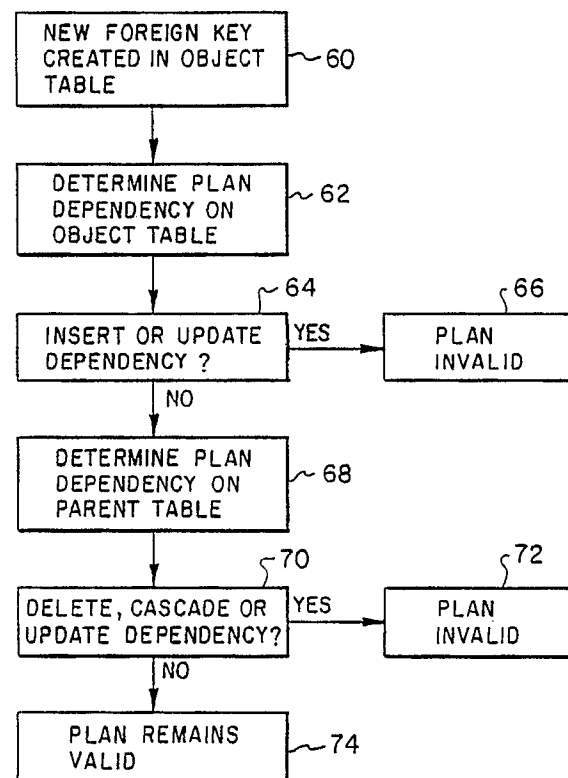 NEW FOREIGN KEY
CREATED IN OBJECT
TABLE
60
DETERMINE PLAN
DEPENDENCY ON
OBJECT TABLE
62
64
INSERT OR UPDATE
DEPENDENCY ?
YES
66
PLAN
INVALID
NO
DETERMINE PLAN
DEPENDENCY ON
PARENT TABLE
68
70
DELETE, CASCADE OR
UPDATE DEPENDENCY?
YES
72
PLAN
INVALID
NO
PLAN REMAINS
VALID
74